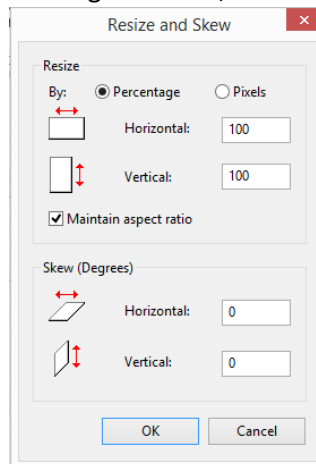 Resize and Skew
Resize
By: Percentage Pixels
Horizontal: 100
Vertical: 100
Maintain aspect ratio
Skew (Degrees)
Horizontal: 0
Vertical: 0
OK Cancel